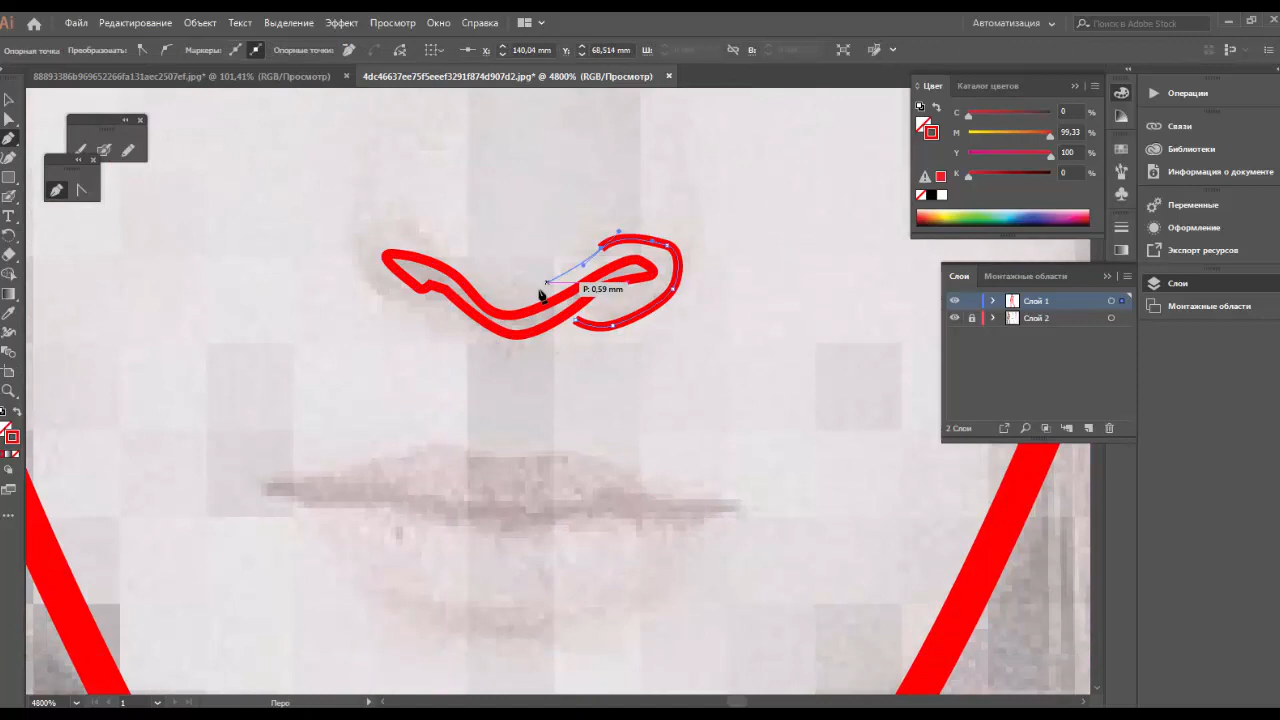 Ai
Файл Редактирование Объект Текст Выделение Эффект Просмотр Окно Справка
Автоматизация
Поиск в Adobe Stock
Опорная точка
Преобразовать:
Маркеры:
Опорные точки:
X: 140,04 mm
Y: 68,514 mm
Ш:
В:
88893386b969652266fa131aec2507ef.jpg* @ 101,41% (RGB/Просмотр)
4dc46637ee75f5eeef3291f874d907d2.jpg* @ 4800% (RGB/Просмотр)
Цвет
Каталог цветов
C 0 %
M 99,33 %
Y 100 %
K 0 %
Операции
Связи
Библиотеки
Информация о документе
Переменные
Оформление
Экспорт ресурсов
Слои
Монтажные области
P: 0,59 mm
Слои
Монтажные области
Слой 1
Слой 2
2 Слои
4800%
1
Перо